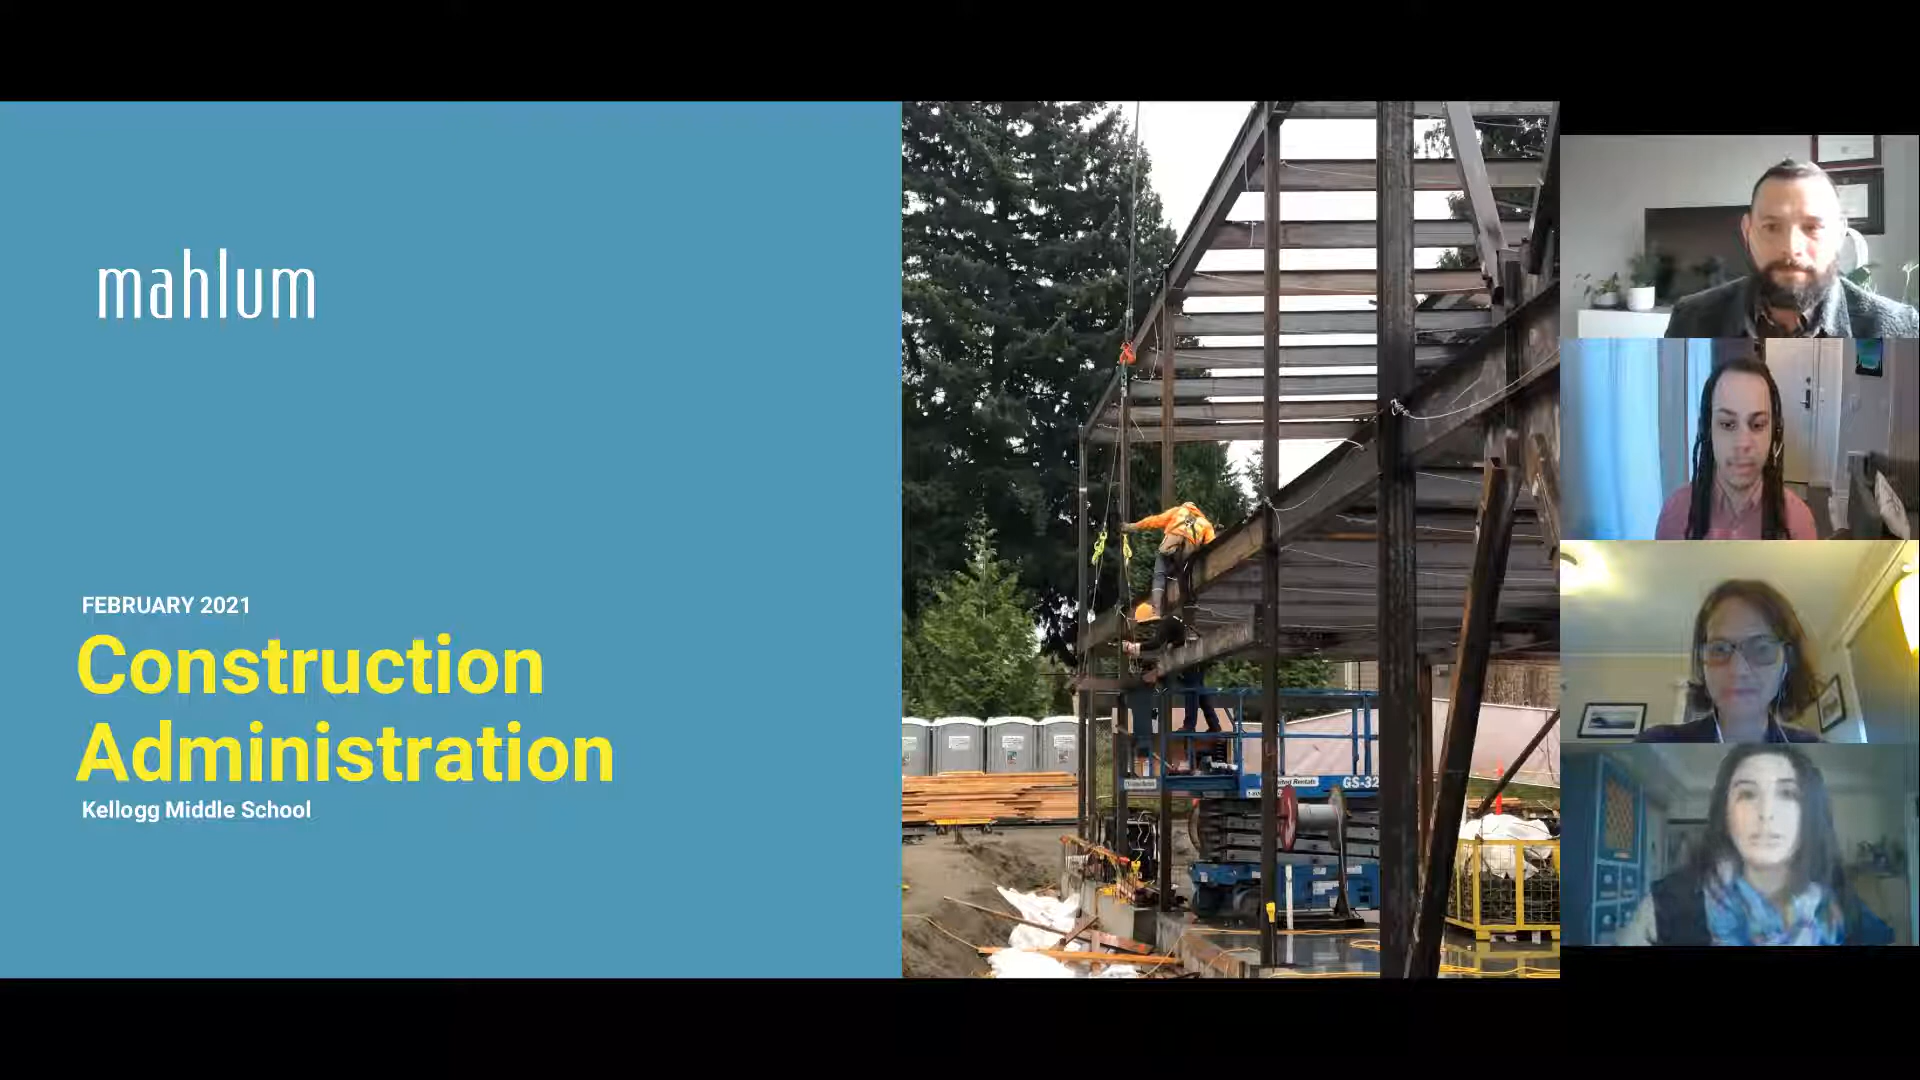 mahlum
FEBRUARY 2021
Construction
Administration
Kellogg Middle School
GS-32